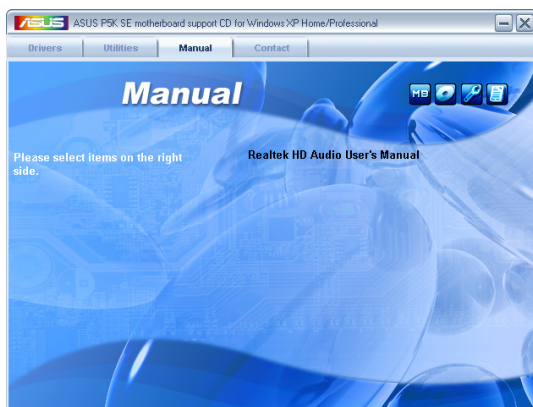 ASUS ASUS P5K SE motherboard support CD for Windows XP Home/Professional
Drivers Utilities Manual Contact
Manual
MB
Please select items on the right
side.
Realtek HD Audio User's Manual